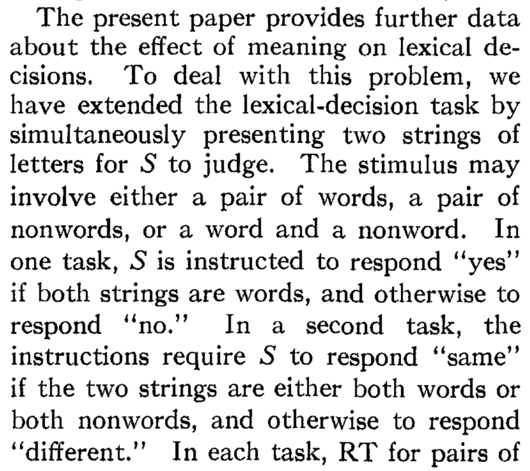 The present paper provides further data
about the effect of meaning on lexical de-
cisions. To deal with this problem, we
have extended the lexical-decision task by
simultaneously presenting two strings of
letters for S to judge. The stimulus may
involve either a pair of words, a pair of
nonwords, or a word and a nonword. In
one task, S is instructed to respond “yes”
if both strings are words, and otherwise to
respond “no.” In a second task, the
instructions require S to respond “same”
if the two strings are either both words or
both nonwords, and otherwise to respond
“different.” In each task, RT for pairs of